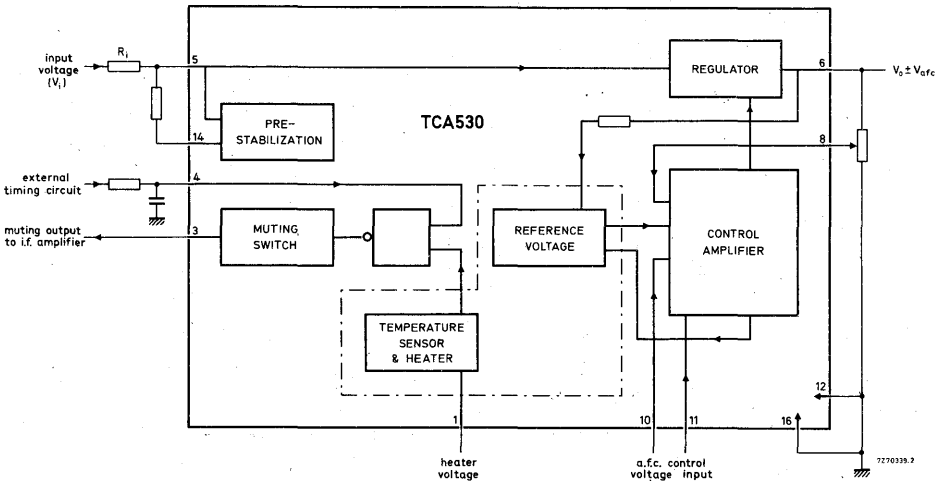 input
voltage
(Vi)
Ri
5
14
PRE-
STABILIZATION
TCA530
REGULATOR
6
Vo ± Vafc
8
external
timing circuit
4
muting output
to i.f. amplifier
3
MUTING
SWITCH
REFERENCE
VOLTAGE
CONTROL
AMPLIFIER
TEMPERATURE
SENSOR
& HEATER
12
1
10
11
16
heater
voltage
a.f.c. control
voltage input
7Z70339.2